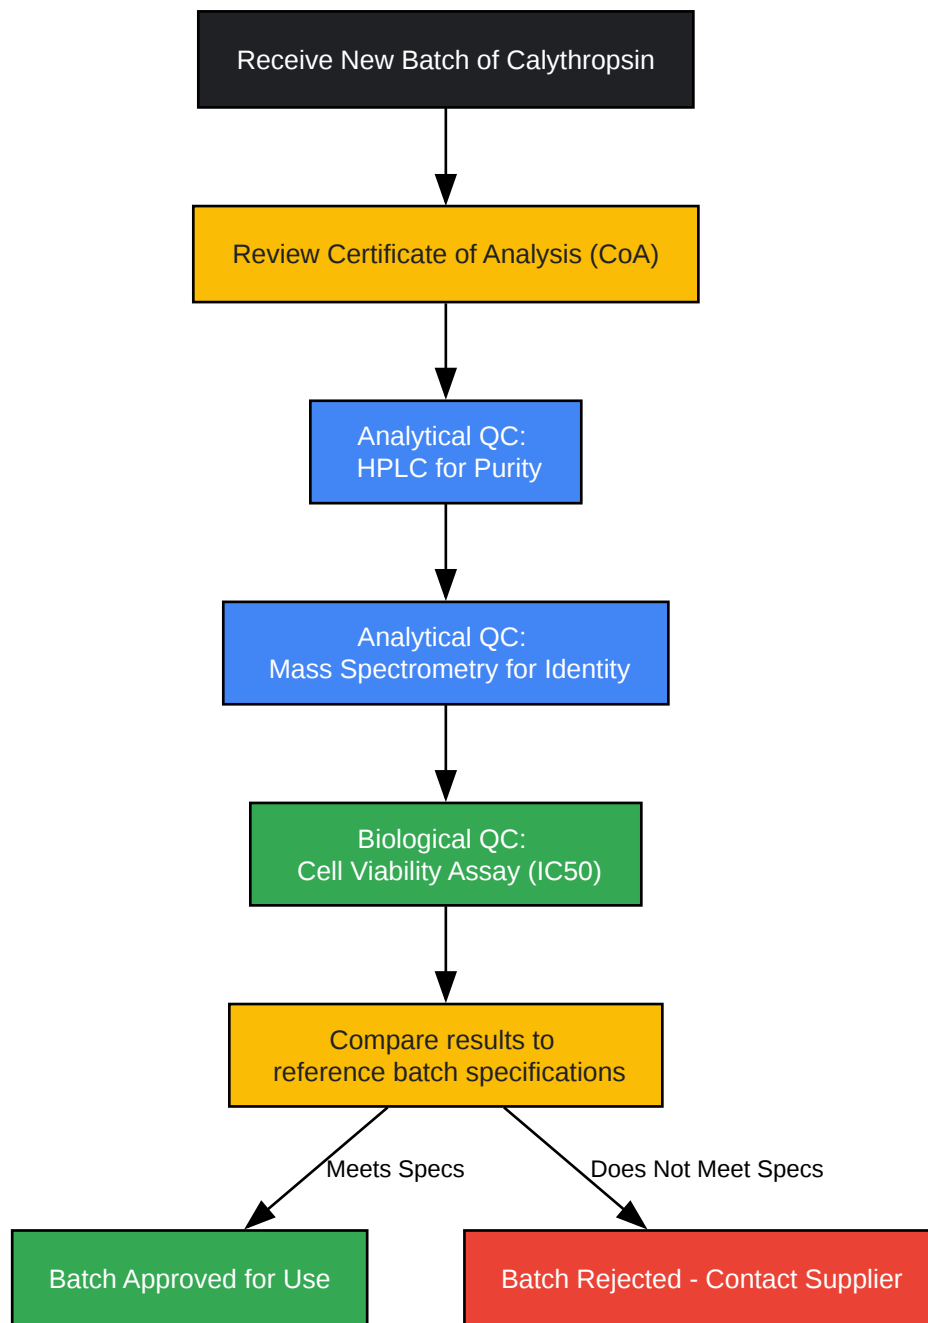 Receive New Batch of Calythropsin
Review Certificate of Analysis (CoA)
Analytical QC:
HPLC for Purity
Analytical QC:
Mass Spectrometry for Identity
Biological QC:
Cell Viability Assay (IC50)
Compare results to
reference batch specifications
Meets Specs
Does Not Meet Specs
Batch Approved for Use
Batch Rejected - Contact Supplier